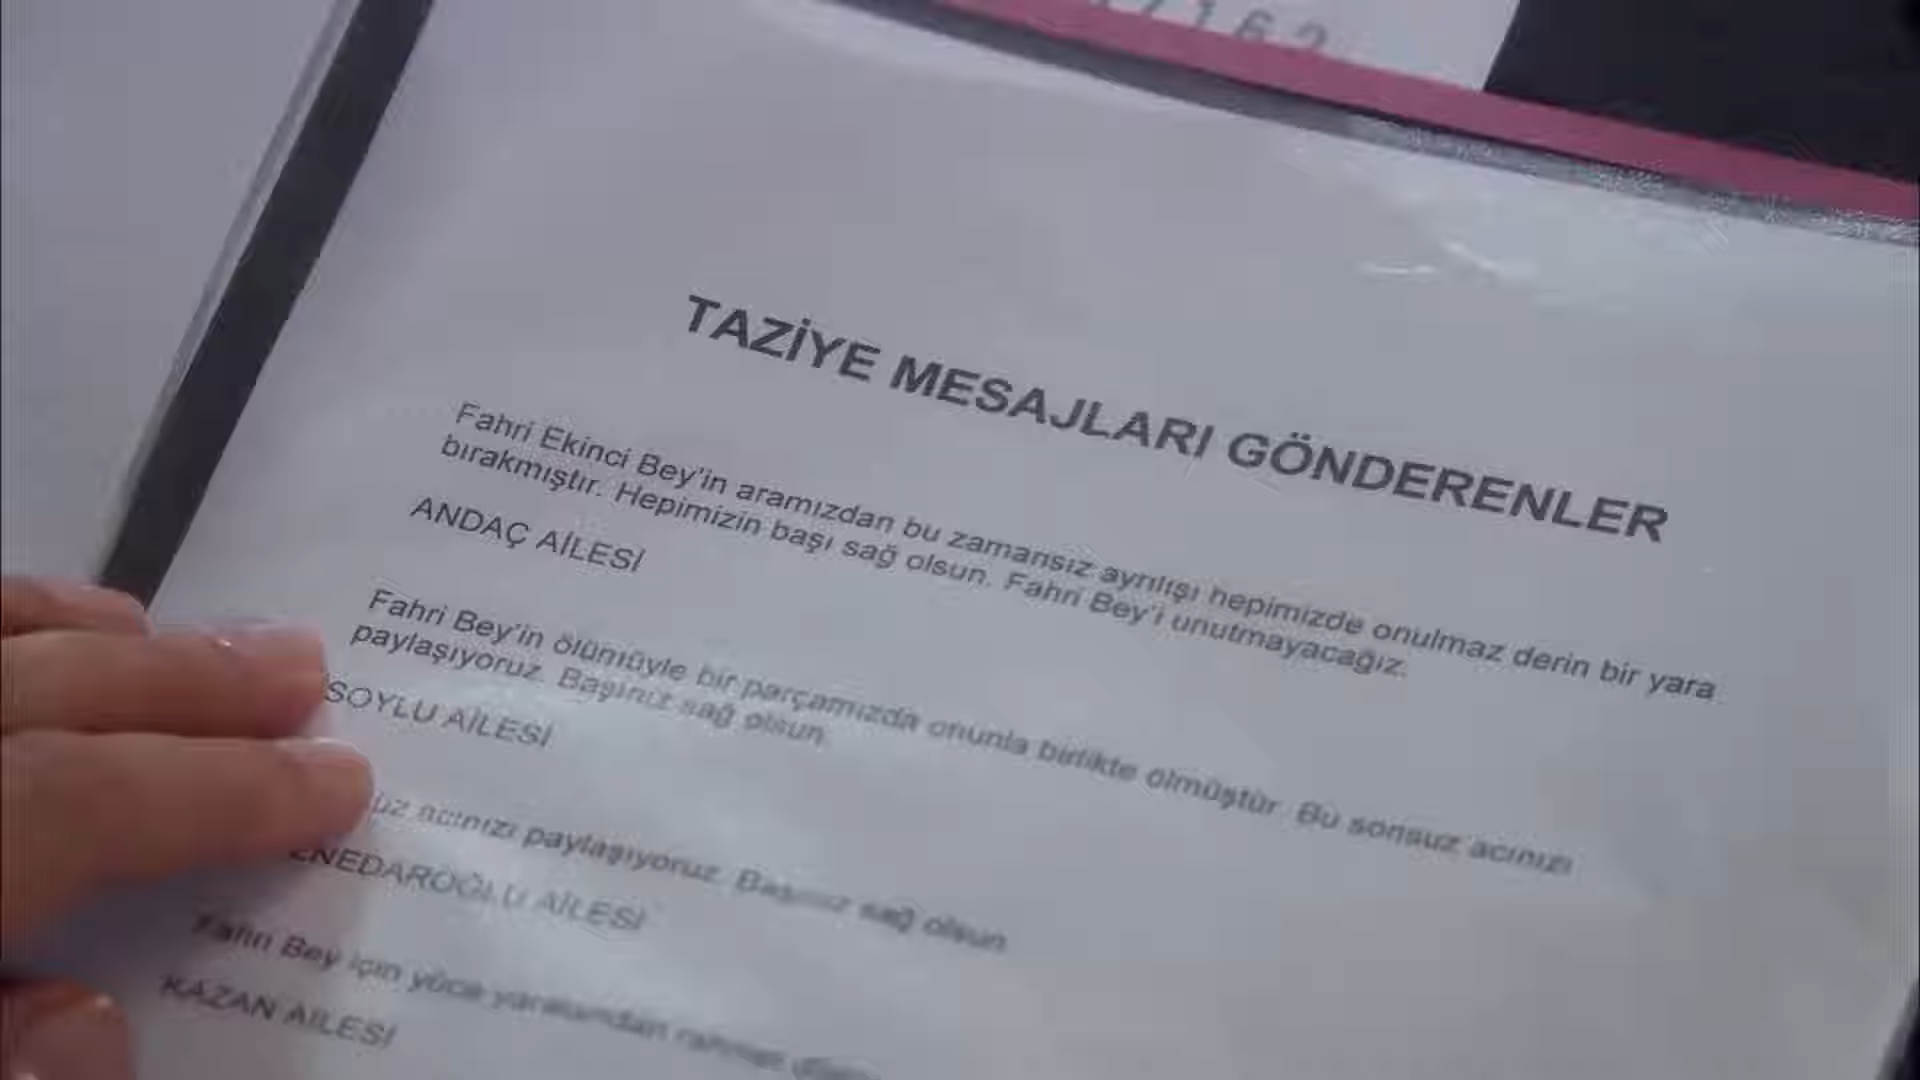 7162
TAZİYE MESAJLARI GÖNDERENLER
Fahri Ekinci Bey'in aramızdan bu zamansız ayrılışı hepimizde onulmaz derin bir yara
bırakmıştır. Hepimizin başı sağ olsun. Fahri Bey'i unutmayacağız.
ANDAÇ AİLESİ
Fahri Bey'in ölümüyle bir parçamızda onunla birlikte ölmüştür. Bu sonsuz acınızı
paylaşıyoruz. Başınız sağ olsun.
SOYLU AİLESİ
acınızı paylaşıyoruz. Başınız sağ olsun
AİLESİ
Fahri Bey için yüce yaratandan rahmet
KAZAN AİLESİ